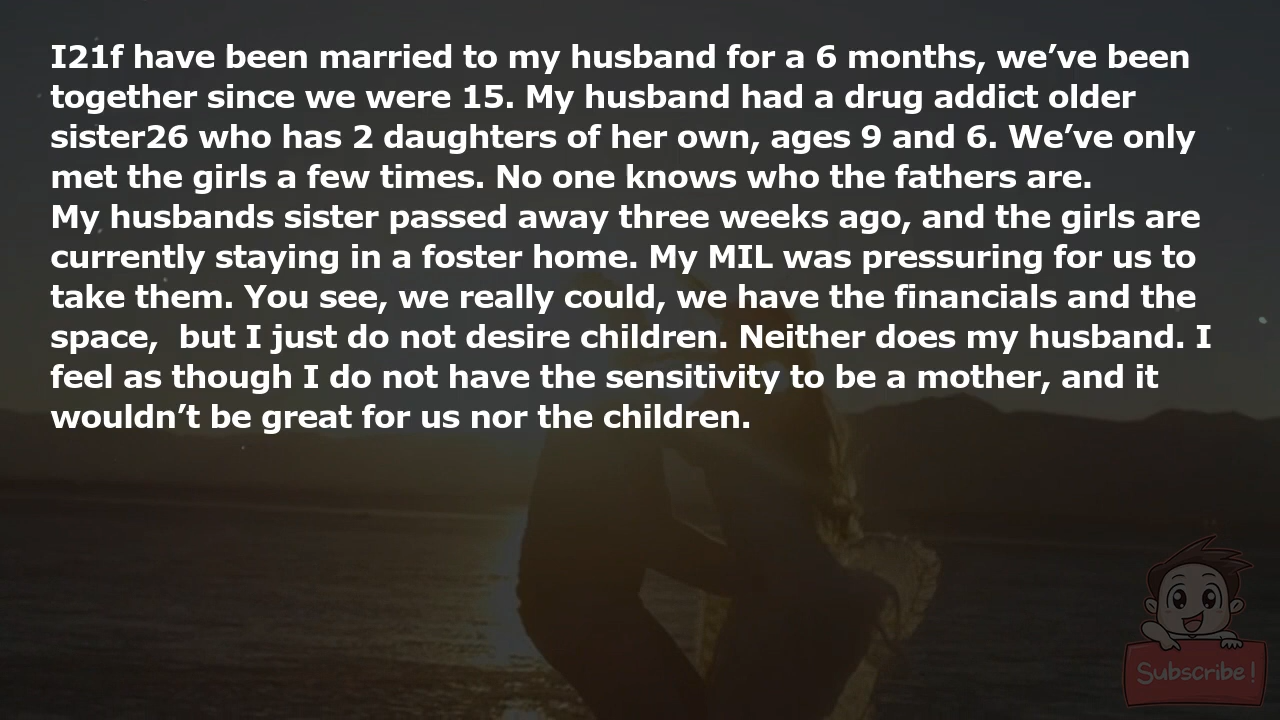 I21f have been married to my husband for a 6 months, we’ve been
together since we were 15. My husband had a drug addict older
sister26 who has 2 daughters of her own, ages 9 and 6. We’ve only
met the girls a few times. No one knows who the fathers are.
My husbands sister passed away three weeks ago, and the girls are
currently staying in a foster home. My MIL was pressuring for us to
take them. You see, we really could, we have the financials and the
space,  but I just do not desire children. Neither does my husband. I
feel as though I do not have the sensitivity to be a mother, and it
wouldn’t be great for us nor the children.
Subscribe!